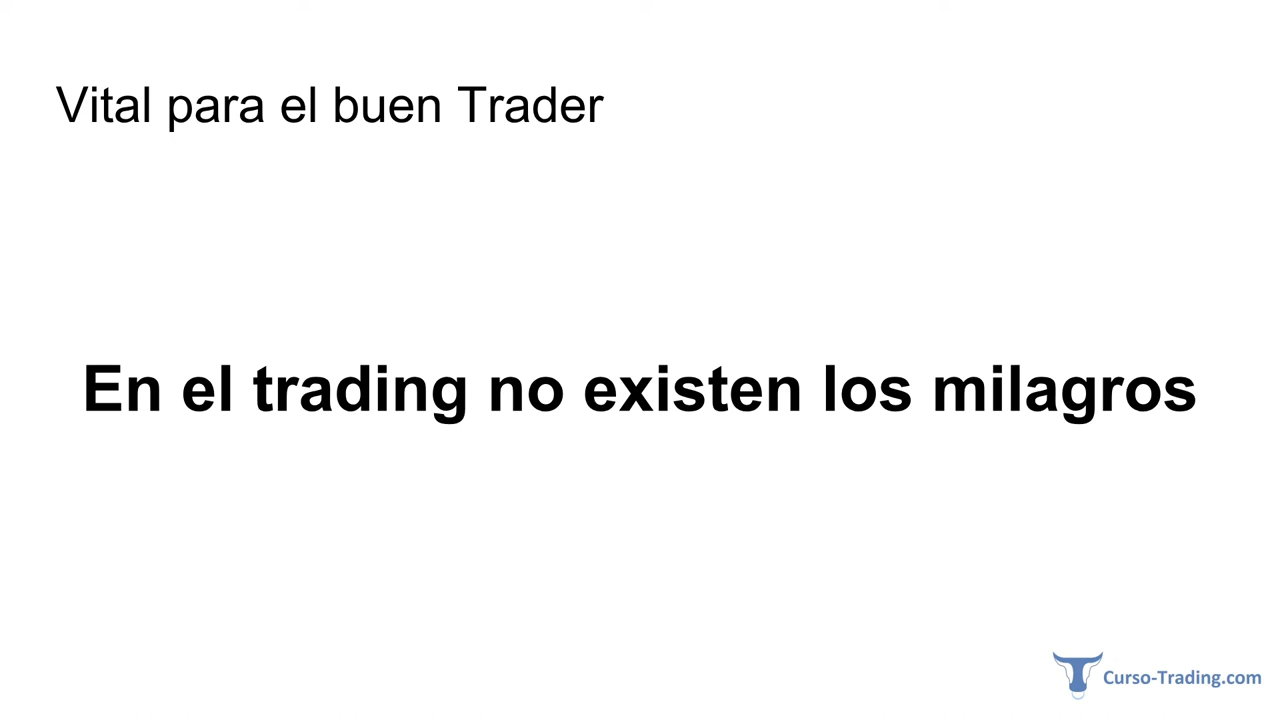 Vital para el buen Trader
En el trading no existen los milagros
Curso-Trading.com